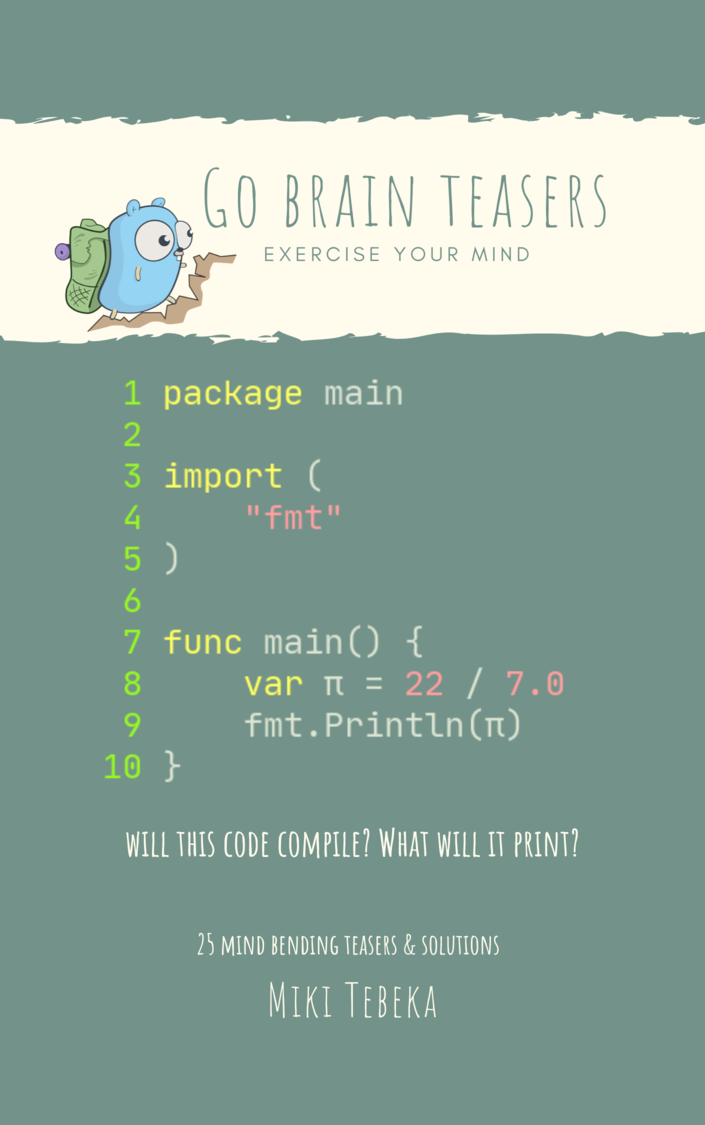 Go brain teasers
EXERCISE YOUR MIND
1 package main
2
3 import (
4     "fmt"
5 )
6
7 func main() {
8     var π = 22 / 7.0
9     fmt.Println(π)
10 }
will this code compile? What will it print?
25 mind bending teasers & solutions
Miki Tebeka